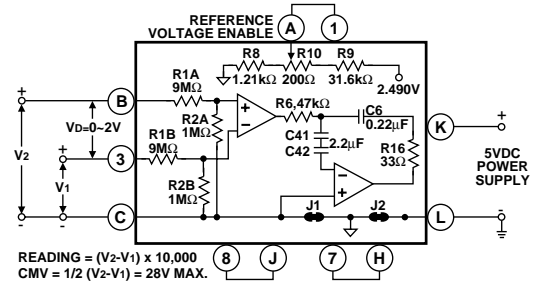 REFERENCE
VOLTAGE ENABLE
A
1
R8
R10
R9
1.21kΩ
200Ω
31.6kΩ
2.490V
R1A
9MΩ
B
R2A
1MΩ
+
-
R6,47kΩ
C6
0.22µF
K
+
+
VD=0~2V
V2
C41
C42
2.2µF
R16
33Ω
5VDC
POWER
SUPPLY
R1B
9MΩ
3
+
V1
R2B
1MΩ
-
+
J1
J2
C
L
-
-
-
8
J
7
H
READING = (V2-V1) x 10,000
CMV = 1/2 (V2-V1) = 28V MAX.